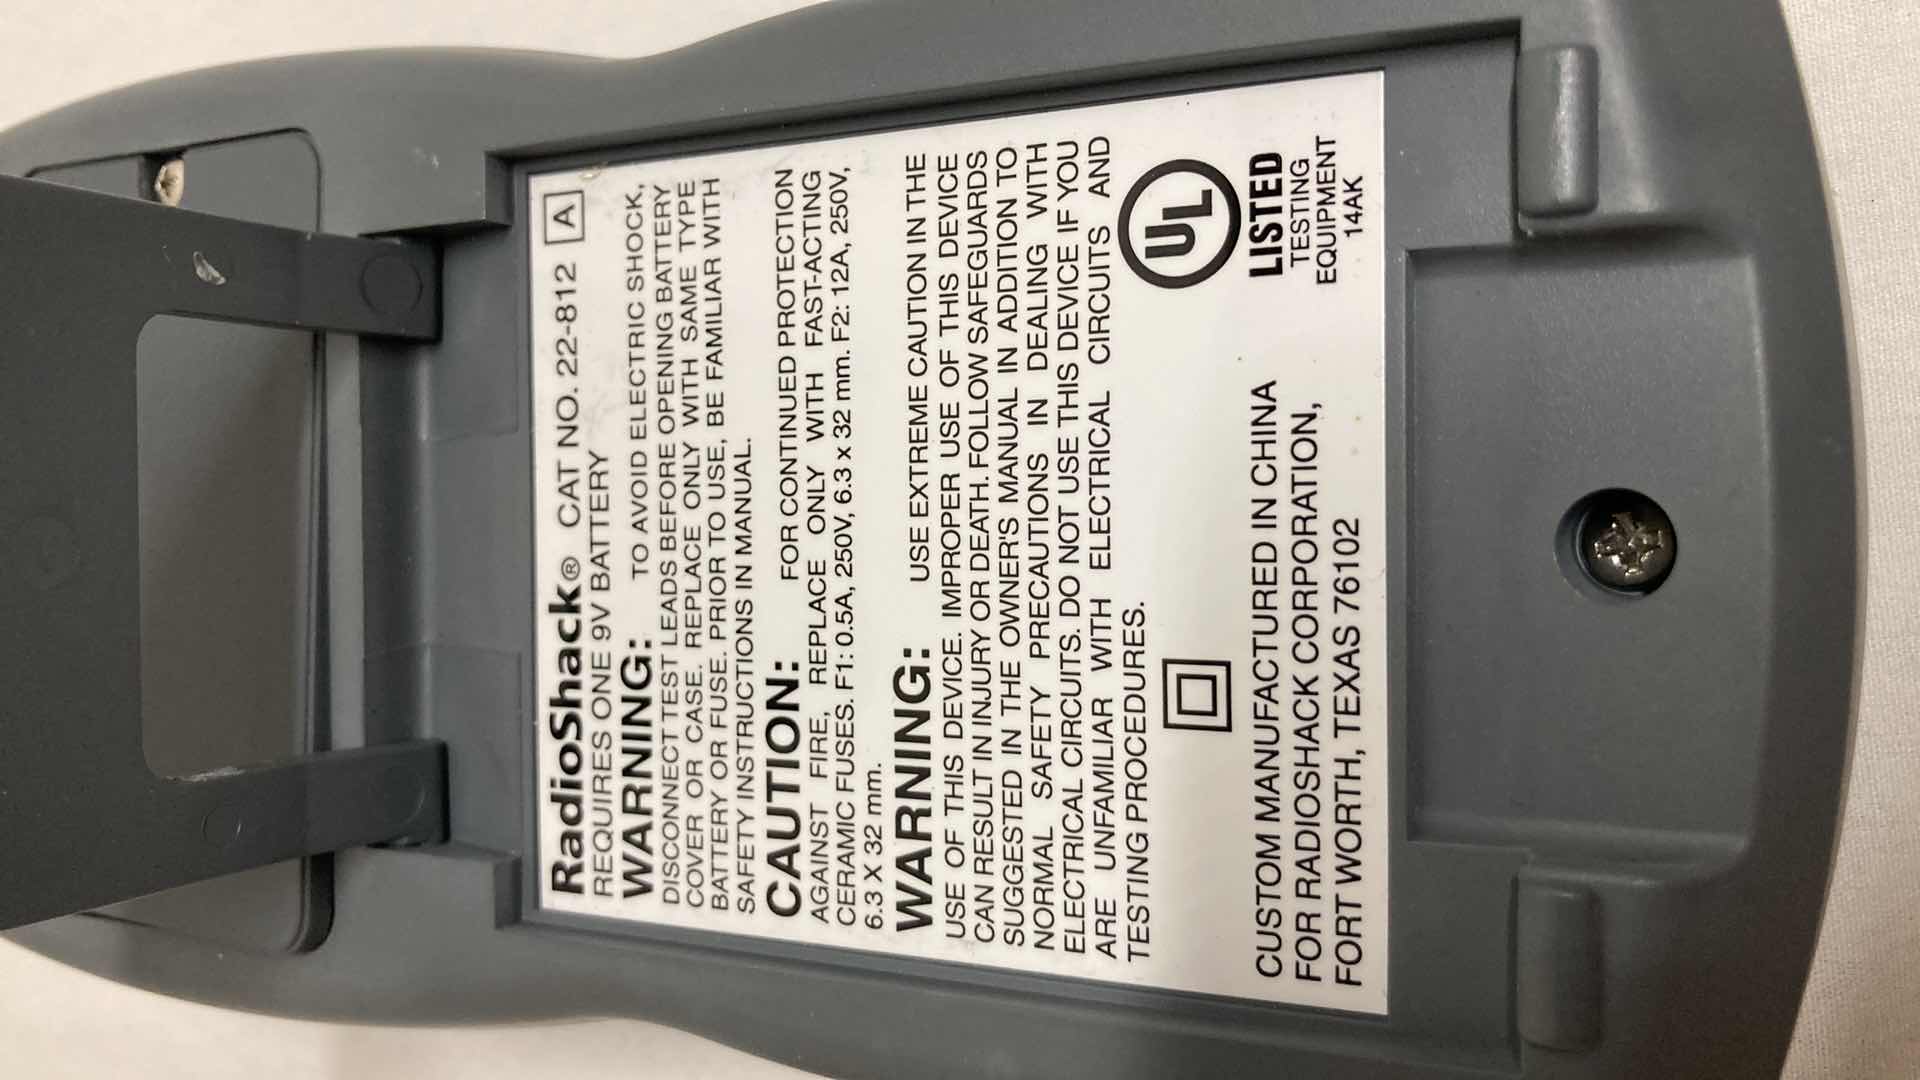 RadioShack® CAT NO. 22-812 A
REQUIRES ONE 9V BATTERY
WARNING: TO AVOID ELECTRIC SHOCK,
DISCONNECT TEST LEADS BEFORE OPENING BATTERY
COVER OR CASE. REPLACE ONLY WITH SAME TYPE
BATTERY OR FUSE. PRIOR TO USE, BE FAMILIAR WITH
SAFETY INSTRUCTIONS IN MANUAL.
CAUTION: FOR CONTINUED PROTECTION
AGAINST FIRE, REPLACE ONLY WITH FAST-ACTING
CERAMIC FUSES. F1: 0.5A, 250V, 6.3 x 32 mm. F2: 12A, 250V,
6.3 X 32 mm.
WARNING: USE EXTREME CAUTION IN THE
USE OF THIS DEVICE. IMPROPER USE OF THIS DEVICE
CAN RESULT IN INJURY OR DEATH. FOLLOW SAFEGUARDS
SUGGESTED IN THE OWNER'S MANUAL IN ADDITION TO
NORMAL SAFETY PRECAUTIONS IN DEALING WITH
ELECTRICAL CIRCUITS. DO NOT USE THIS DEVICE IF YOU
ARE UNFAMILIAR WITH ELECTRICAL CIRCUITS AND
TESTING PROCEDURES.
UL
LISTED
TESTING
EQUIPMENT
14AK
CUSTOM MANUFACTURED IN CHINA
FOR RADIOSHACK CORPORATION,
FORT WORTH, TEXAS 76102